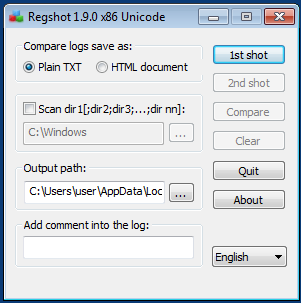 Regshot 1.9.0 x86 Unicode
Compare logs save as:
Plain TXT
HTML document
1st shot
2nd shot
Scan dir1[;dir2;dir3;...;dir nn]:
Compare
C:\Windows
...
Clear
Output path:
Quit
C:\Users\user\AppData\Loc
...
About
Add comment into the log:
English